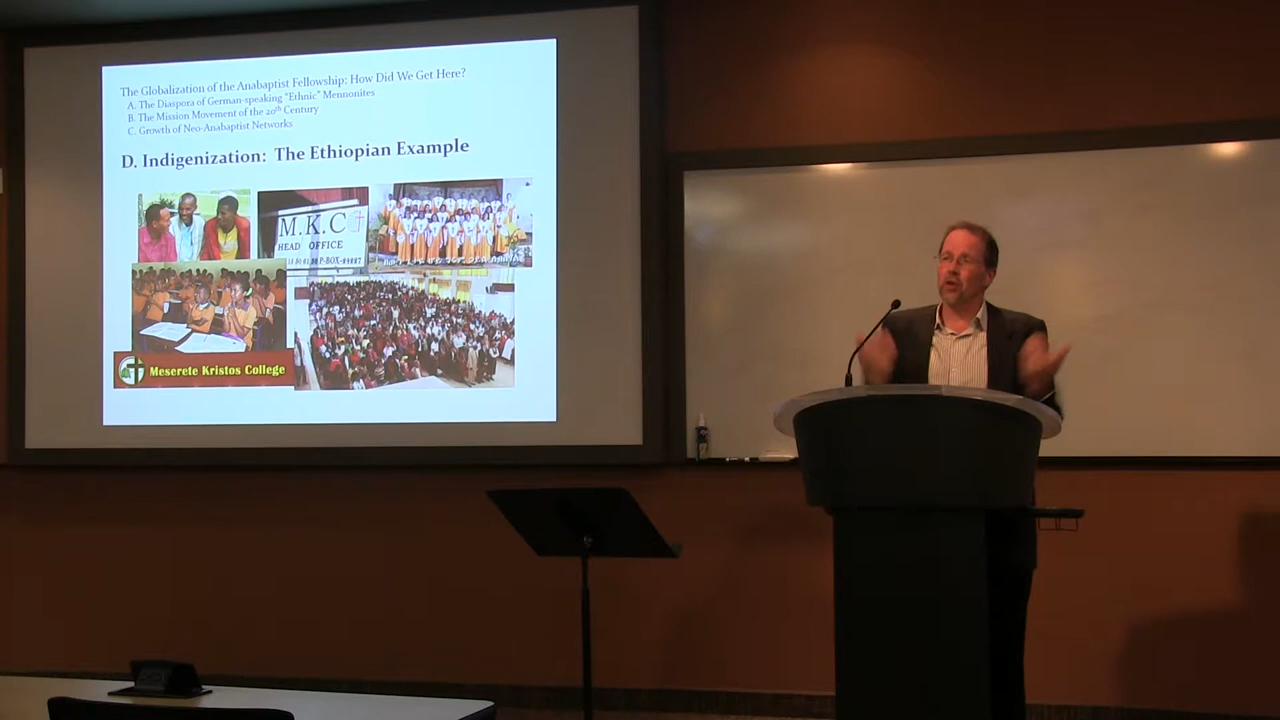 The Globalization of the Anabaptist Fellowship: How Did We Get Here?
A. The Diaspora of German-speaking "Ethnic" Mennonites
B. The Mission Movement of the 20th Century
C. Growth of Neo-Anabaptist Networks
D. Indigenization: The Ethiopian Example
M.K.C
HEAD OFFICE
P-BOX-24227
Meserete Kristos College